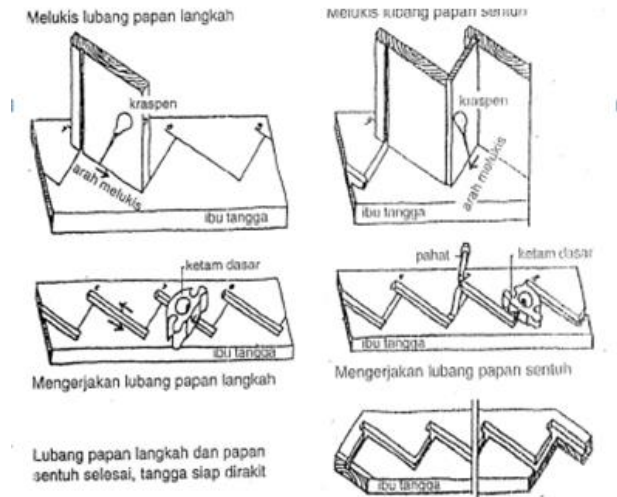 Melukis lubang papan langkah
kraspen
arah melukis
ibu tangga
Melukis lubang papan sentuh
kraspen
arah melukis
ibu tangga
ketam dasar
ibu tangga
Mengerjakan lubang papan langkah
pahat
ketam dasar
ibu tangga
Mengerjakan lubang papan sentuh
Lubang papan langkah dan papan
sentuh selesai, tangga siap dirakit
ibu tangga